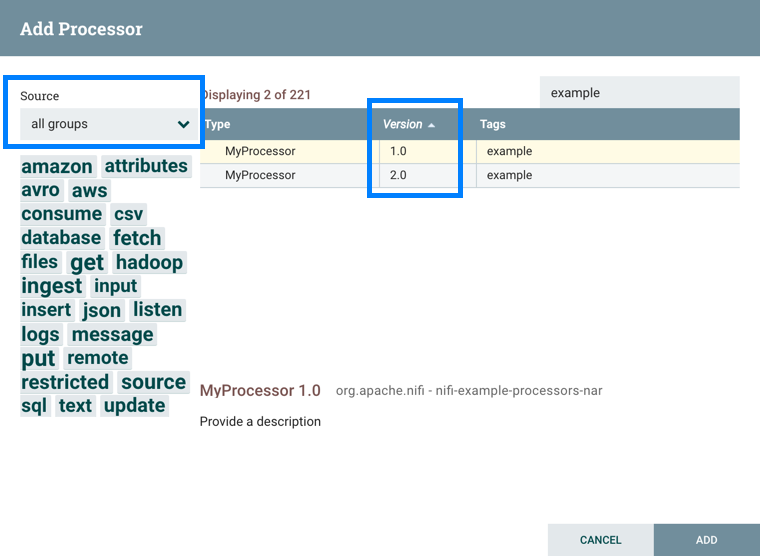 Add Processor
Source
all groups
Displaying 2 of 221
example
Type Version Tags
MyProcessor 1.0 example
MyProcessor 2.0 example
amazon attributes
avro aws
consume csv
database fetch
files get hadoop
ingest input
insert json listen
logs message
put remote
restricted source
sql text update
MyProcessor 1.0 org.apache.nifi - nifi-example-processors-nar
Provide a description
CANCEL ADD